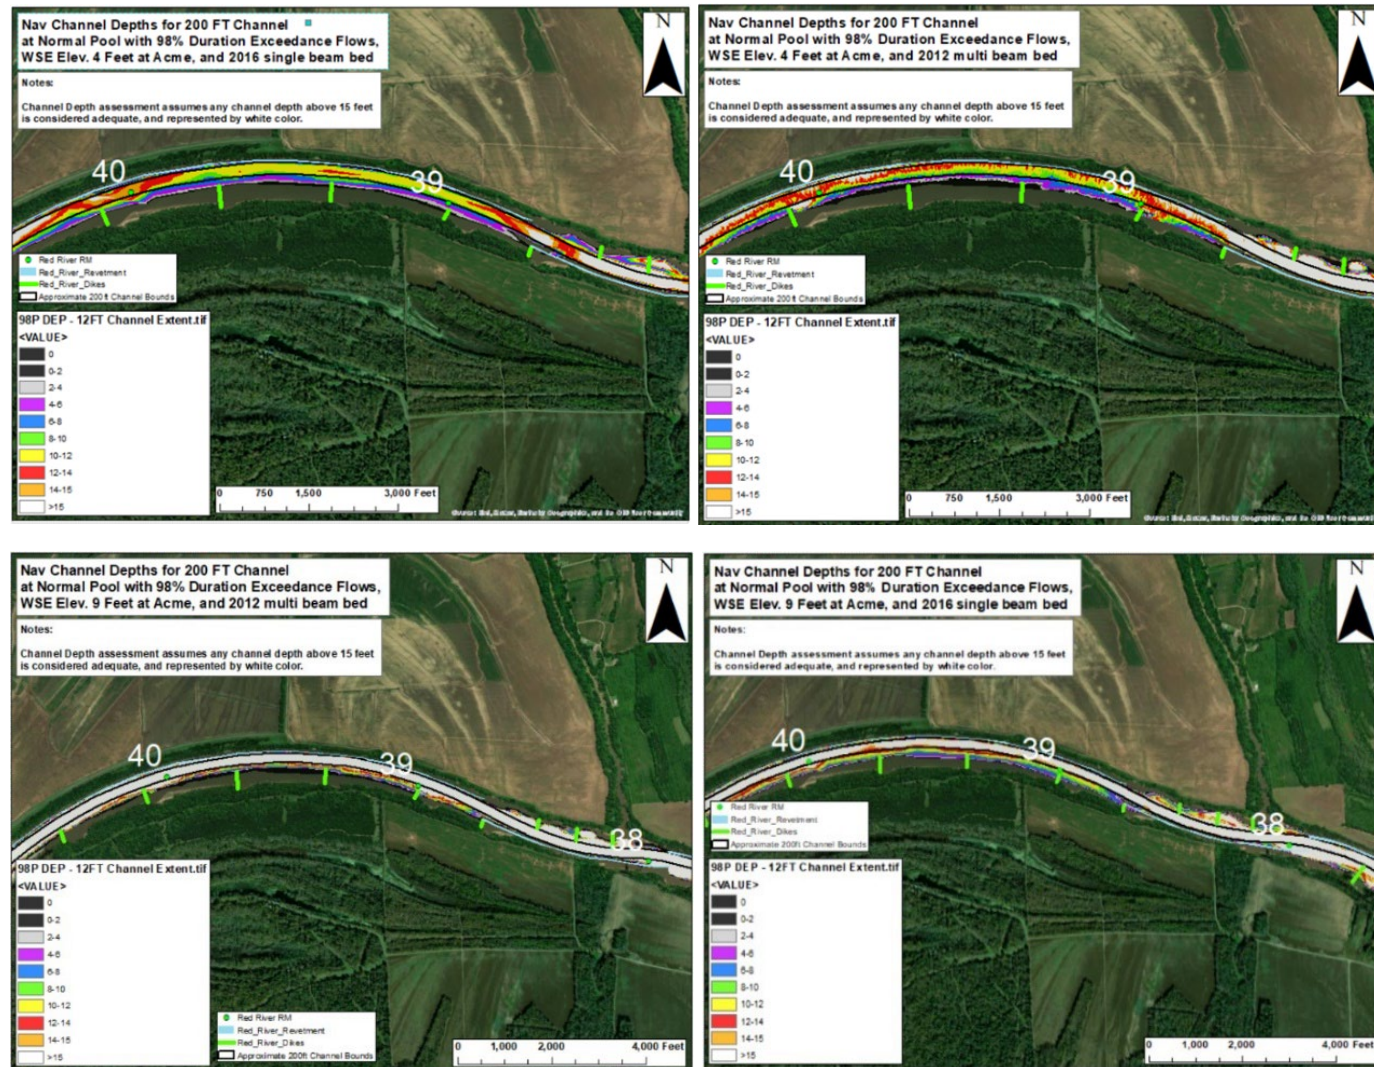 Nav Channel Depths for 200 FT Channel
at Normal Pool with 98% Duration Exceedance Flows,
WSE Elev. 4 Feet at Acme, and 2016 single beam bed
Notes:
Channel Depth assessment assumes any channel depth above 15 feet
is considered adequate, and represented by white color.
N
40
39
Red River RM
Red_River_Revetment
Red_River_Dikes
Approximate 200ft Channel Bounds
98P DEP - 12FT Channel Extent.tif
<VALUE>
0
0-2
2-4
4-6
6-8
8-10
10-12
12-14
14-15
>15
0 750 1,500 3,000 Feet
Nav Channel Depths for 200 FT Channel
at Normal Pool with 98% Duration Exceedance Flows,
WSE Elev. 4 Feet at Acme, and 2012 multi beam bed
Notes:
Channel Depth assessment assumes any channel depth above 15 feet
is considered adequate, and represented by white color.
N
40
39
Red River RM
Red_River_Revetment
Red_River_Dikes
Approximate 200ft Channel Bounds
98P DEP - 12FT Channel Extent.tif
<VALUE>
0
0-2
2-4
4-6
6-8
8-10
10-12
12-14
14-15
>15
0 750 1,500 3,000 Feet
Nav Channel Depths for 200 FT Channel
at Normal Pool with 98% Duration Exceedance Flows,
WSE Elev. 9 Feet at Acme, and 2012 multi beam bed
Notes:
Channel Depth assessment assumes any channel depth above 15 feet
is considered adequate, and represented by white color.
N
40
39
38
98P DEP - 12FT Channel Extent.tif
<VALUE>
0
0-2
2-4
4-6
6-8
8-10
10-12
12-14
14-15
>15
Red River RM
Red_River_Revetment
Red_River_Dikes
Approximate 200ft Channel Bounds
0 1,000 2,000 4,000 Feet
Nav Channel Depths for 200 FT Channel
at Normal Pool with 98% Duration Exceedance Flows,
WSE Elev. 9 Feet at Acme, and 2016 single beam bed
Notes:
Channel Depth assessment assumes any channel depth above 15 feet
is considered adequate, and represented by white color.
N
40
39
38
Red River RM
Red_River_Revetment
Red_River_Dikes
Approximate 200ft Channel Bounds
98P DEP - 12FT Channel Extent.tif
<VALUE>
0
0-2
2-4
4-6
6-8
8-10
10-12
12-14
14-15
>15
0 1,000 2,000 4,000 Feet